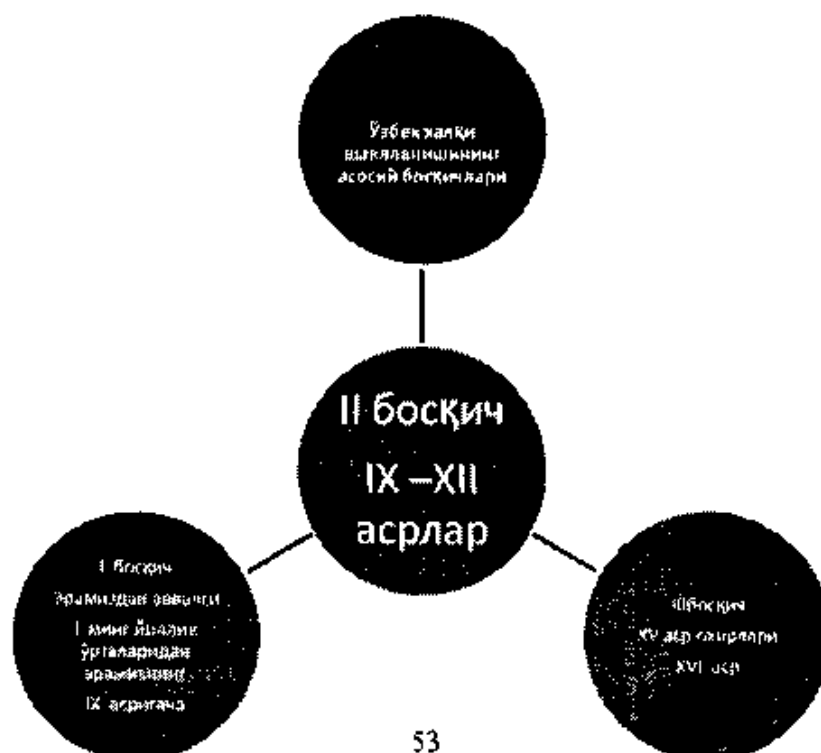 Ўзбек халқи
шаклланишининг
асосий босқичлари
II босқич
IX –XII
асрлар
I босқич
эрамиздан аввалги
I минг йиллик
ўрталаридан
эрамизнинг
IX асригача
III босқич
XV аср охирлари
XVI аср
53